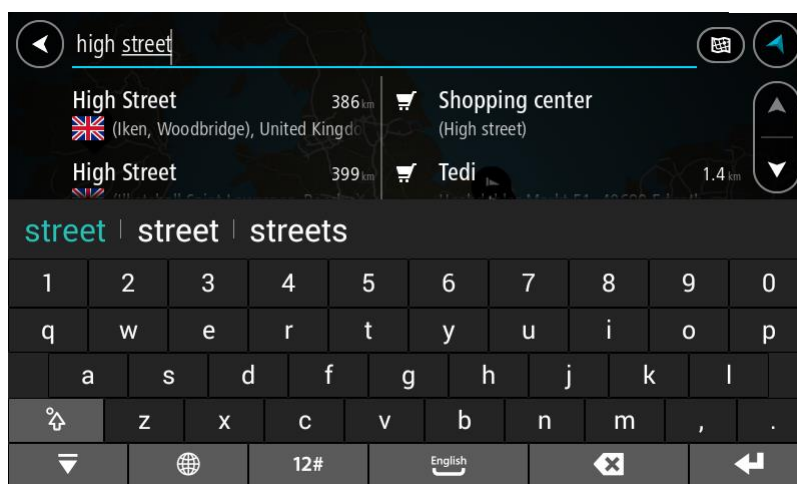 high street
High Street 386 km
(Iken, Woodbridge), United Kingdo
High Street 399 km
Shopping center
(High street)
Tedi 1.4 km
street street streets
1 2 3 4 5 6 7 8 9 0
q w e r t y u i o p
a s d f g h j k l
z x c v b n m , .
12# English